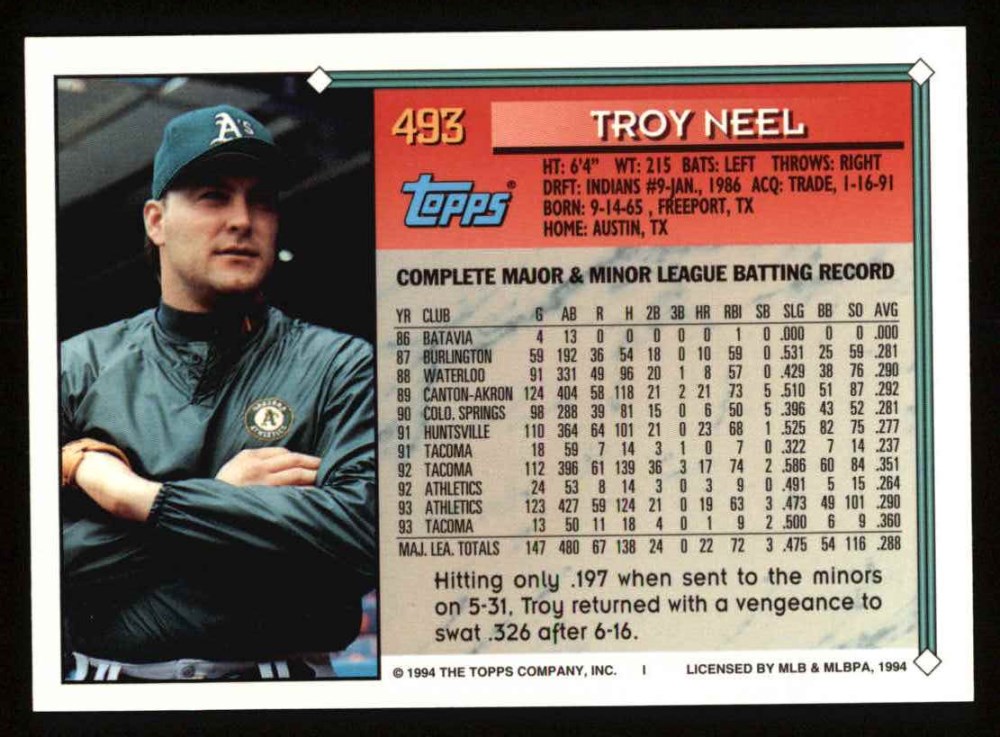 A's
493
TROY NEEL
Topps®
HT: 6'4" WT: 215 BATS: LEFT THROWS: RIGHT
DRFT: INDIANS #9-JAN., 1986 ACQ: TRADE, 1-16-91
BORN: 9-14-65 , FREEPORT, TX
HOME: AUSTIN, TX
COMPLETE MAJOR & MINOR LEAGUE BATTING RECORD
YR CLUB G AB R H 2B 3B HR RBI SB SLG BB SO AVG
86 BATAVIA 4 13 0 0 0 0 0 1 0 .000 0 0 .000
87 BURLINGTON 59 192 36 54 18 0 10 59 0 .531 25 59 .281
88 WATERLOO 91 331 49 96 20 1 8 57 0 .429 38 76 .290
89 CANTON-AKRON 124 404 58 118 21 2 21 73 5 .510 51 87 .292
90 COLO. SPRINGS 98 288 39 81 15 0 6 50 5 .396 43 52 .281
91 HUNTSVILLE 110 364 64 101 21 0 23 68 1 .525 82 75 .277
91 TACOMA 18 59 7 14 3 1 0 7 0 .322 7 14 .237
92 TACOMA 112 396 61 139 36 3 17 74 2 .586 60 84 .351
92 ATHLETICS 24 53 8 14 3 0 3 9 0 .491 5 15 .264
93 ATHLETICS 123 427 59 124 21 0 19 63 3 .473 49 101 .290
93 TACOMA 13 50 11 18 4 0 1 9 2 .500 6 9 .360
MAJ. LEA. TOTALS 147 480 67 138 24 0 22 72 3 .475 54 116 .288
Hitting only .197 when sent to the minors
on 5-31, Troy returned with a vengeance to
swat .326 after 6-16.
© 1994 THE TOPPS COMPANY, INC. I LICENSED BY MLB & MLBPA, 1994
A's
ATHLETICS